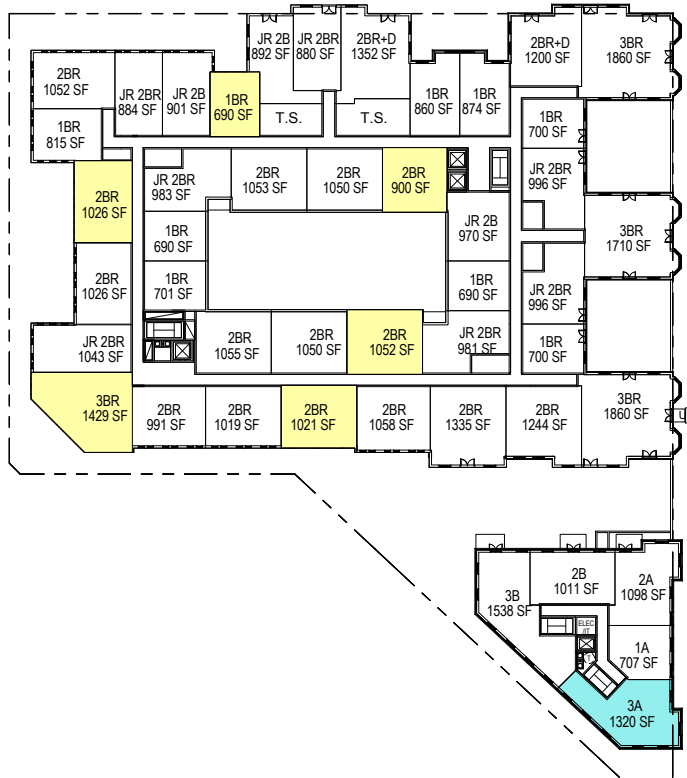 JR 2B
892 SF
JR 2BR
880 SF
2BR+D
1352 SF
2BR+D
1200 SF
3BR
1860 SF
2BR
1052 SF
JR 2BR
884 SF
JR 2B
901 SF
1BR
690 SF
T.S.
T.S.
1BR
860 SF
1BR
874 SF
1BR
815 SF
1BR
700 SF
2BR
1026 SF
JR 2BR
983 SF
2BR
1053 SF
2BR
1050 SF
2BR
900 SF
JR 2BR
996 SF
1BR
690 SF
JR 2B
970 SF
3BR
1710 SF
2BR
1026 SF
1BR
701 SF
1BR
690 SF
JR 2BR
996 SF
JR 2BR
1043 SF
2BR
1055 SF
2BR
1050 SF
2BR
1052 SF
JR 2BR
981 SF
1BR
700 SF
3BR
1429 SF
2BR
991 SF
2BR
1019 SF
2BR
1021 SF
2BR
1058 SF
2BR
1335 SF
2BR
1244 SF
3BR
1860 SF
3B
1538 SF
2B
1011 SF
2A
1098 SF
ELEC
/IT
1A
707 SF
3A
1320 SF